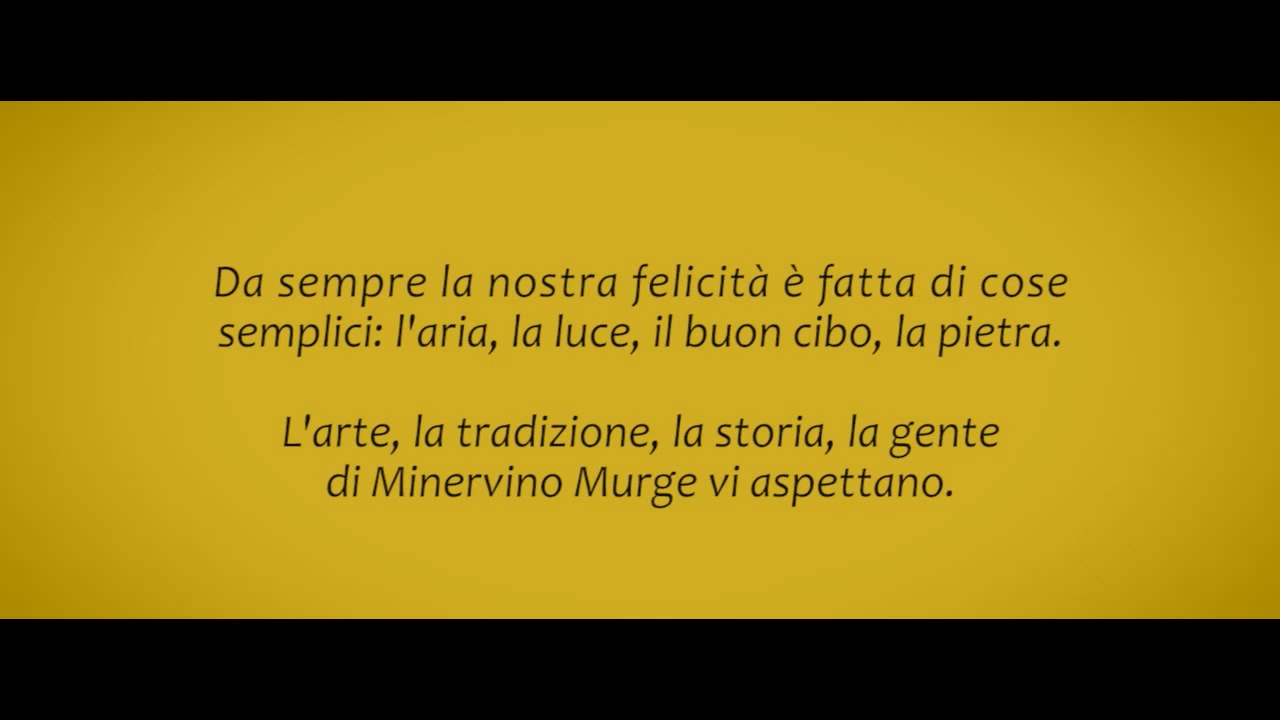 Da sempre la nostra felicità è fatta di cose
semplici: l'aria, la luce, il buon cibo, la pietra.
L'arte, la tradizione, la storia, la gente
di Minervino Murge vi aspettano.